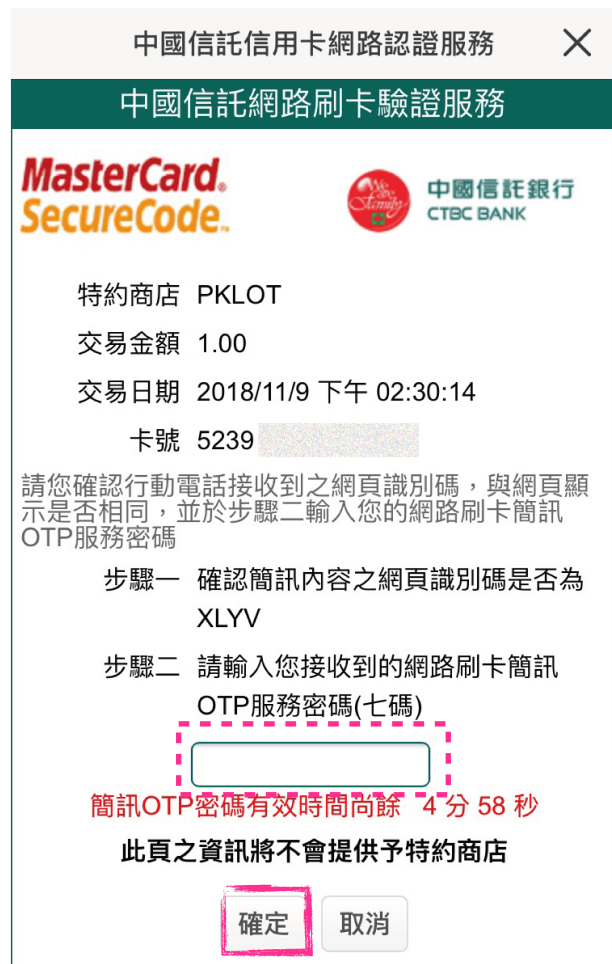 中國信託信用卡網路認證服務
中國信託網路刷卡驗證服務
MasterCard.
SecureCode™
We are Family
中國信託銀行
CTBC BANK
特約商店 PKLOT
交易金額 1.00
交易日期 2018/11/9 下午 02:30:14
卡號 5239
請您確認行動電話接收到之網頁識別碼，與網頁顯
示是否相同，並於步驟二輸入您的網路刷卡簡訊
OTP服務密碼
步驟一 確認簡訊內容之網頁識別碼是否為
XLYV
步驟二 請輸入您接收到的網路刷卡簡訊
OTP服務密碼(七碼)
簡訊OTP密碼有效時間尚餘 4 分 58 秒
此頁之資訊將不會提供予特約商店
確定 取消